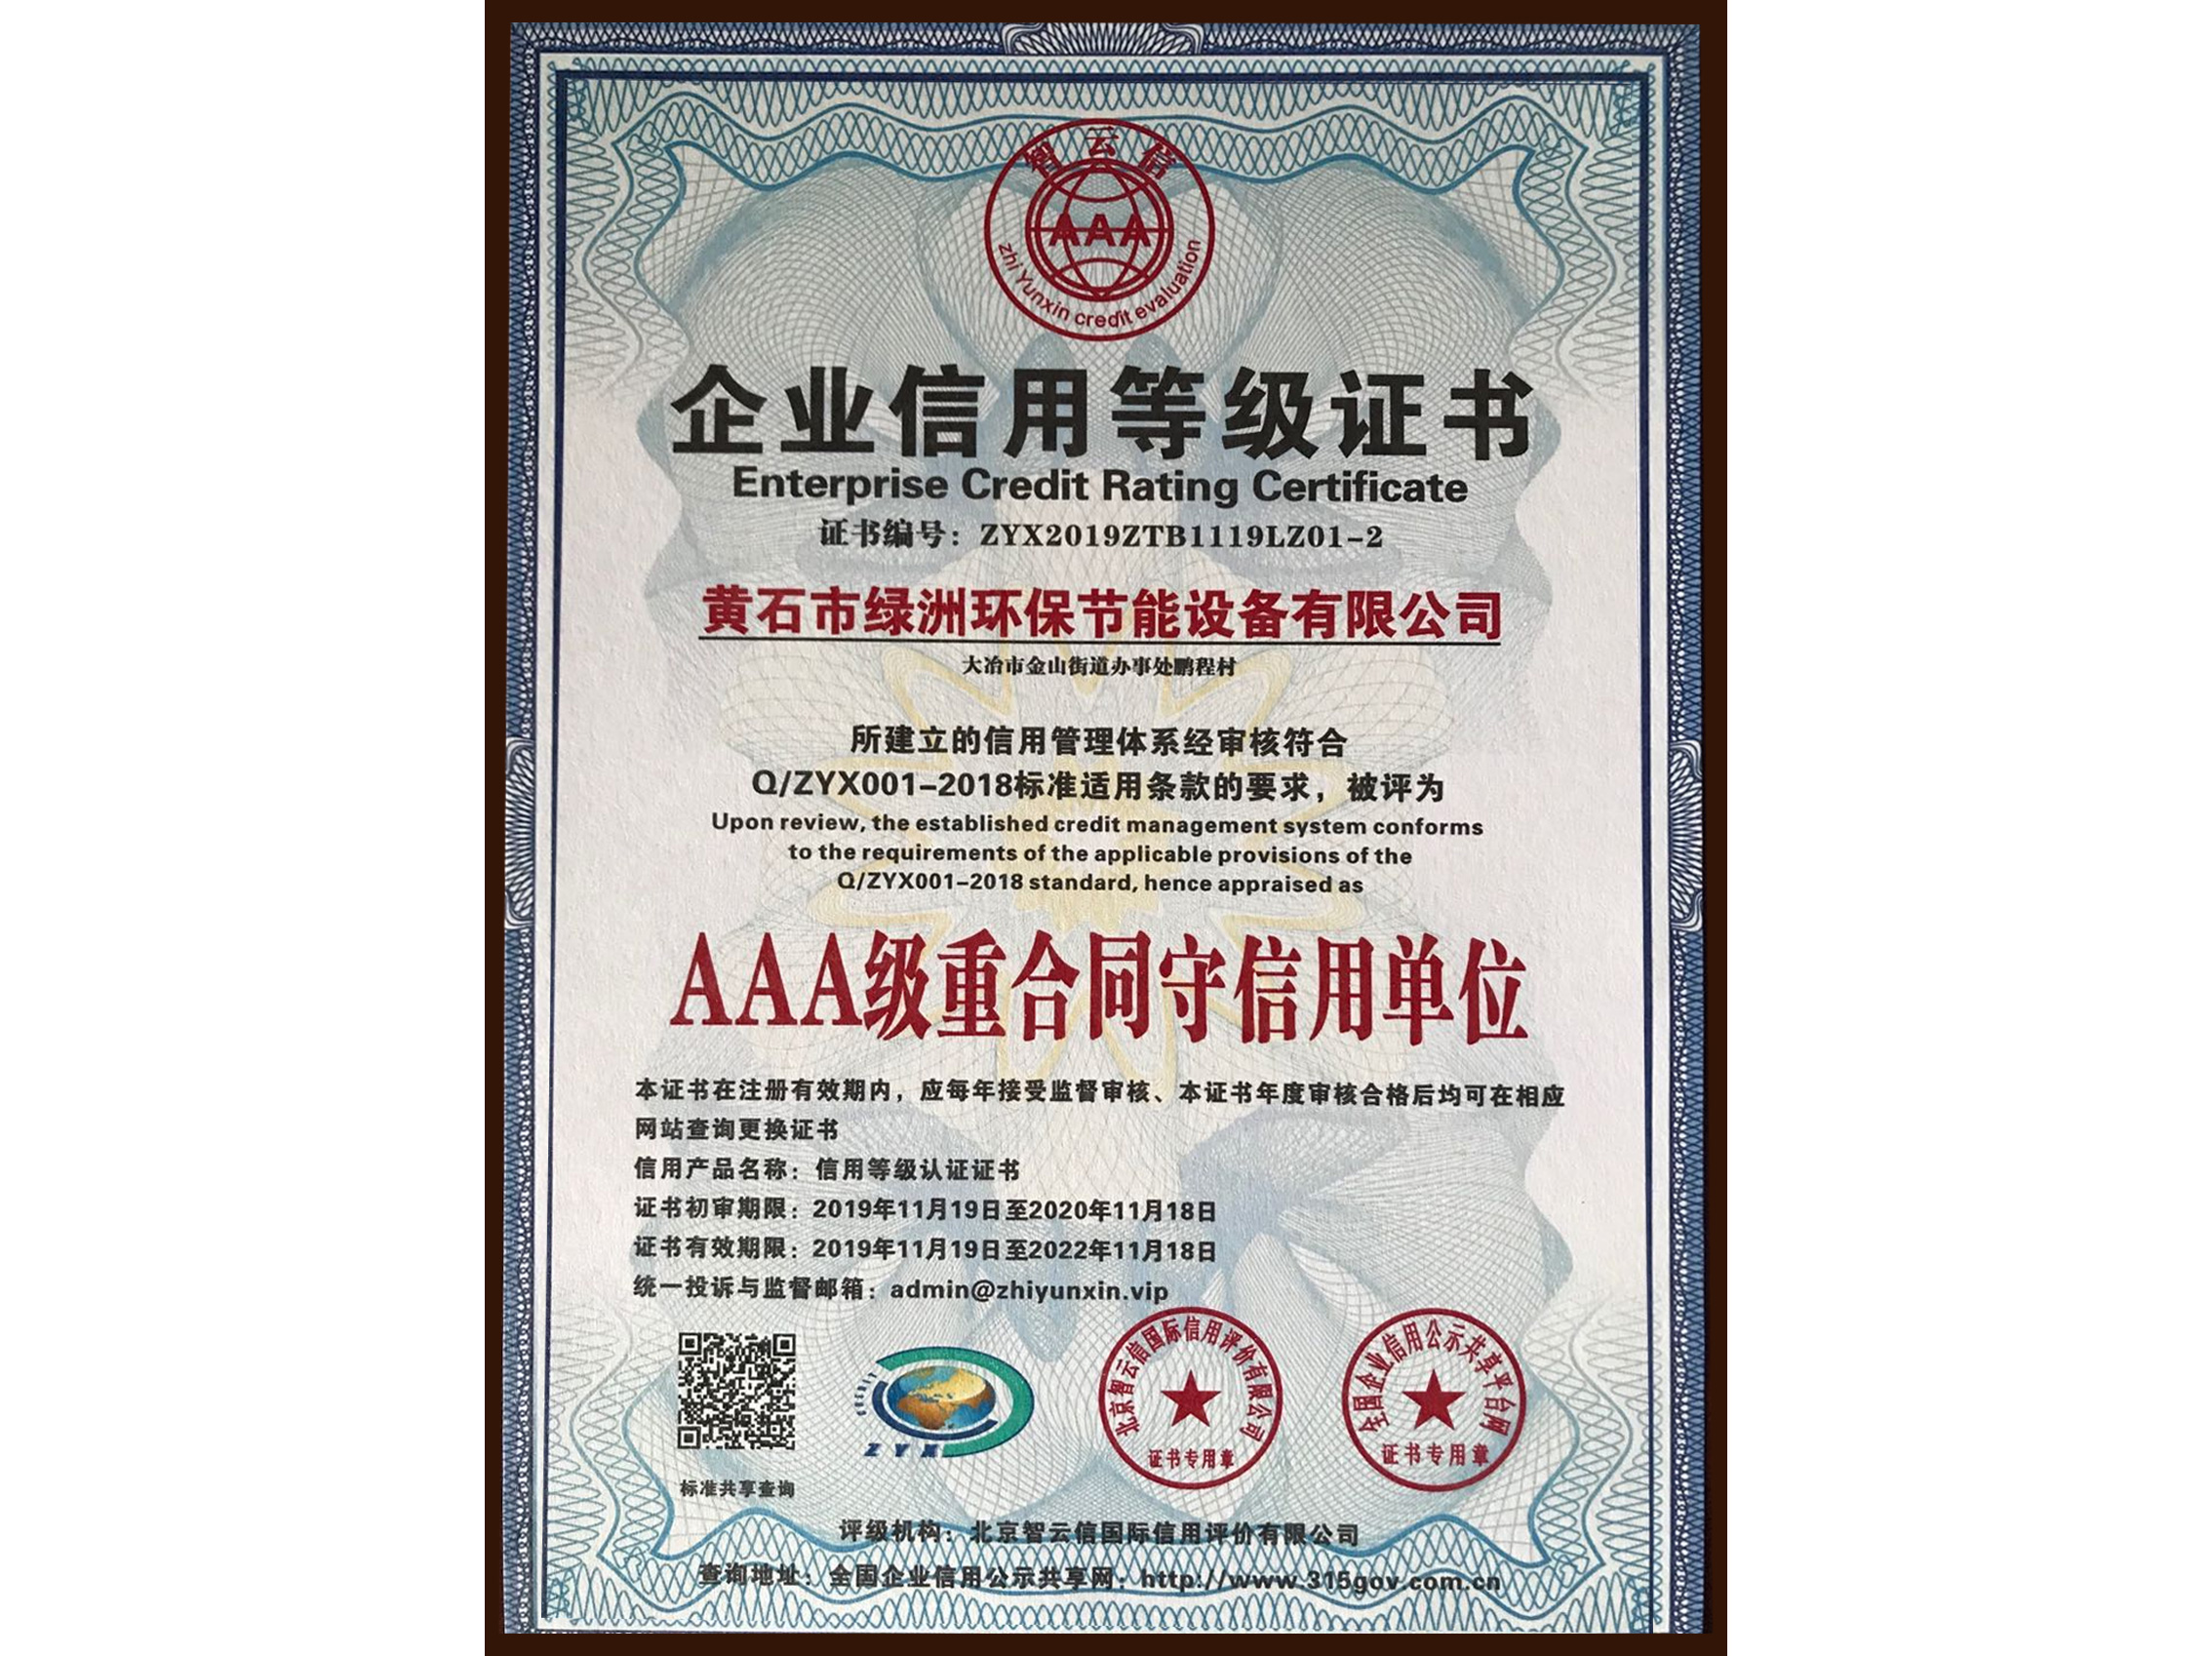 智云信
AAA
Zhi Yunxin credit evaluation
企业信用等级证书
Enterprise Credit Rating Certificate
证书编号：ZYX2019ZTB1119LZ01-2
黄石市绿洲环保节能设备有限公司
大冶市金山街道办事处鹏程村
所建立的信用管理体系经审核符合
Q/ZYX001-2018标准适用条款的要求，被评为
Upon review, the established credit management system conforms
to the requirements of the applicable provisions of the
Q/ZYX001-2018 standard, hence appraised as
AAA级重合同守信用单位
本证书在注册有效期内，应每年接受监督审核、本证书年度审核合格后均可在相应
网站查询更换证书
信用产品名称：信用等级认证证书
证书初审期限：2019年11月19日至2020年11月18日
证书有效期限：2019年11月19日至2022年11月18日
统一投诉与监督邮箱：admin@zhiyunxin.vip
ZYX
北京智云信国际信用评价有限公司
证书专用章
全国企业信用公示共享平台网
证书专用章
标准共享查询
评级机构：北京智云信国际信用评价有限公司
查询地址：全国企业信用公示共享网：http://www.315gov.com.cn